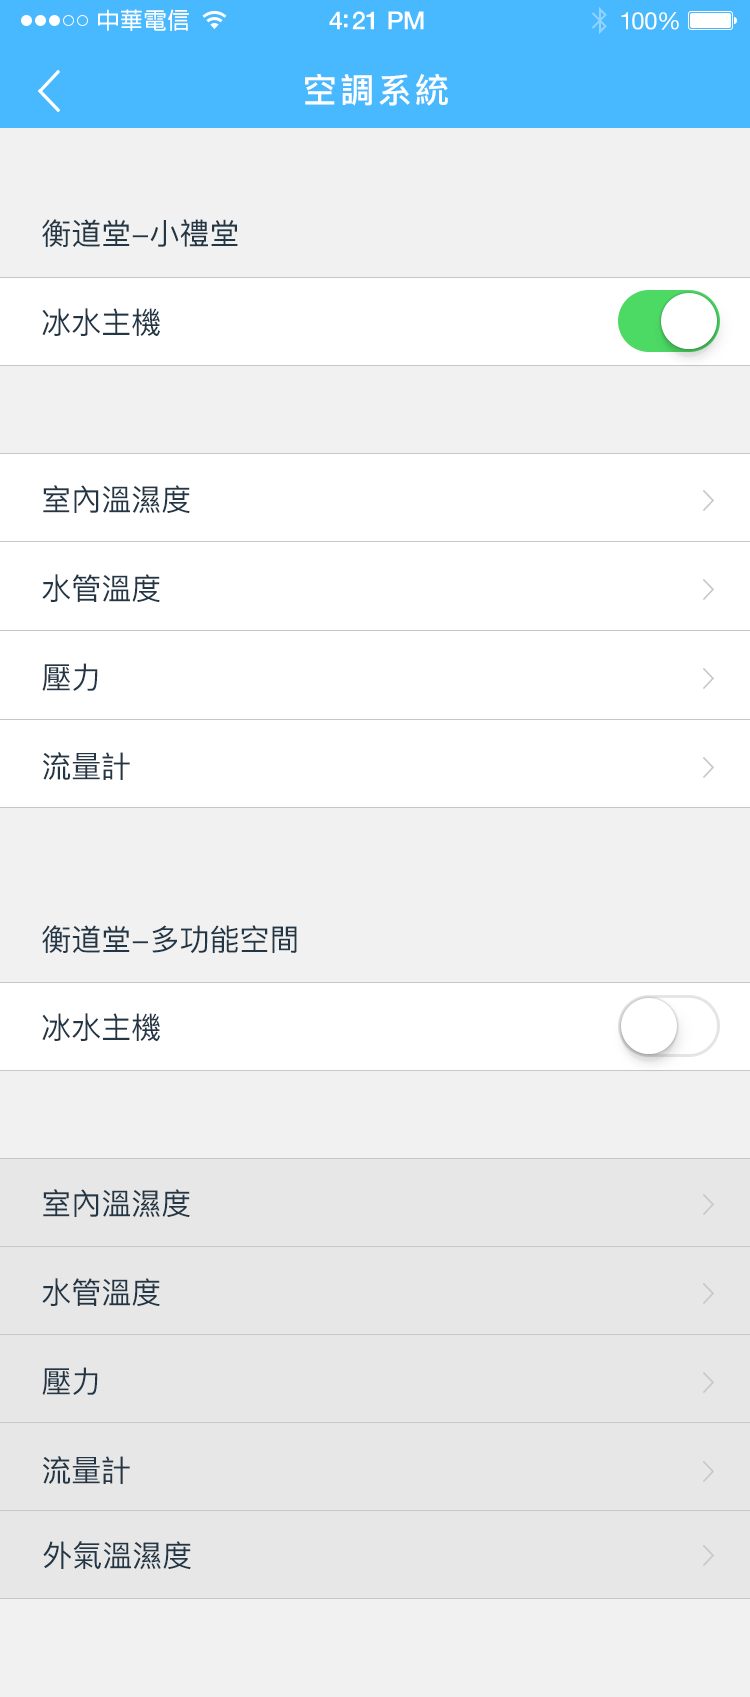 中華電信 4:21 PM 100%
空調系統
衡道堂–小禮堂
冰水主機
室內溫濕度
水管溫度
壓力
流量計
衡道堂–多功能空間
冰水主機
室內溫濕度
水管溫度
壓力
流量計
外氣溫濕度